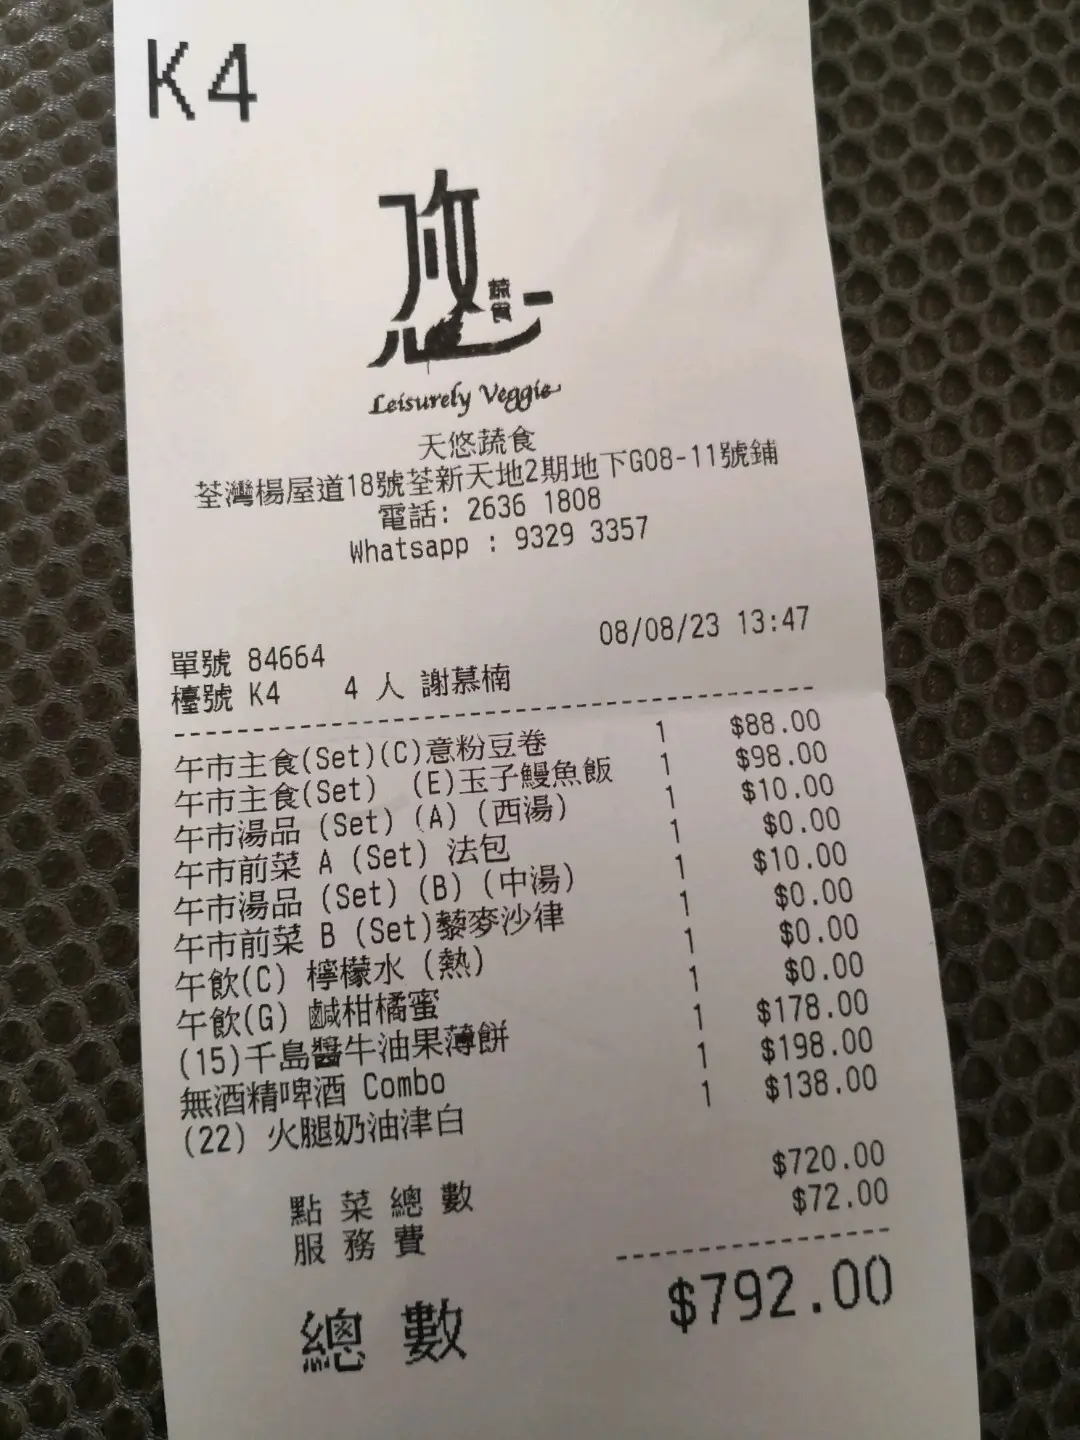 K4
悠
蔬食
Leisurely Veggie
天悠蔬食
荃灣楊屋道18號荃新天地2期地下G08-11號鋪
電話: 2636 1808
Whatsapp : 9329 3357
單號 84664 08/08/23 13:47
檯號 K4 4 人 謝慕楠
午市主食(Set)(C)意粉豆卷 1 $88.00
午市主食(Set) (E)玉子鰻魚飯 1 $98.00
午市湯品 (Set) (A) (西湯) 1 $10.00
午市前菜 A (Set) 法包 1 $0.00
午市湯品 (Set) (B) (中湯) 1 $10.00
午市前菜 B (Set)藜麥沙律 1 $0.00
午飲(C) 檸檬水 (熱) 1 $0.00
午飲(G) 鹹柑橘蜜 1 $0.00
(15)千島醬牛油果薄餅 1 $178.00
無酒精啤酒 Combo 1 $198.00
(22) 火腿奶油津白 1 $138.00
點菜總數 $720.00
服務費 $72.00
總數 $792.00